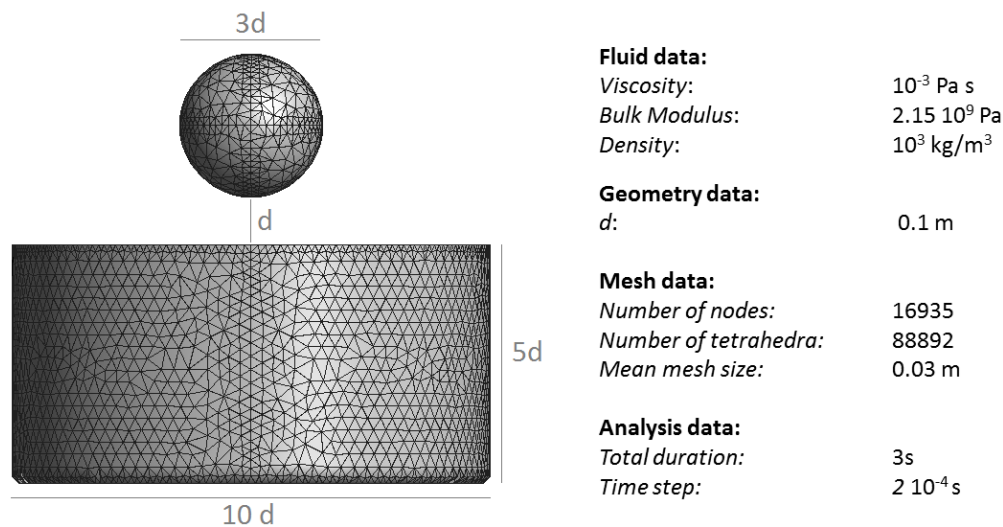 3d
d
5d
10 d
Fluid data:
Viscosity: 10⁻³ Pa s
Bulk Modulus: 2.15 10⁹ Pa
Density: 10³ kg/m³
Geometry data:
d: 0.1 m
Mesh data:
Number of nodes: 16935
Number of tetrahedra: 88892
Mean mesh size: 0.03 m
Analysis data:
Total duration: 3s
Time step: 2 10⁻⁴ s